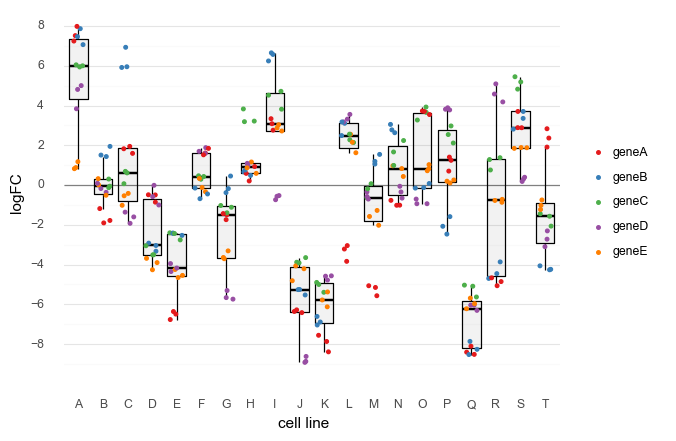 8
6
4
2
0
−2
−4
−6
−8
logFC
A B C D E F G H I J K L M N O P Q R S T
cell line
geneA
geneB
geneC
geneD
geneE